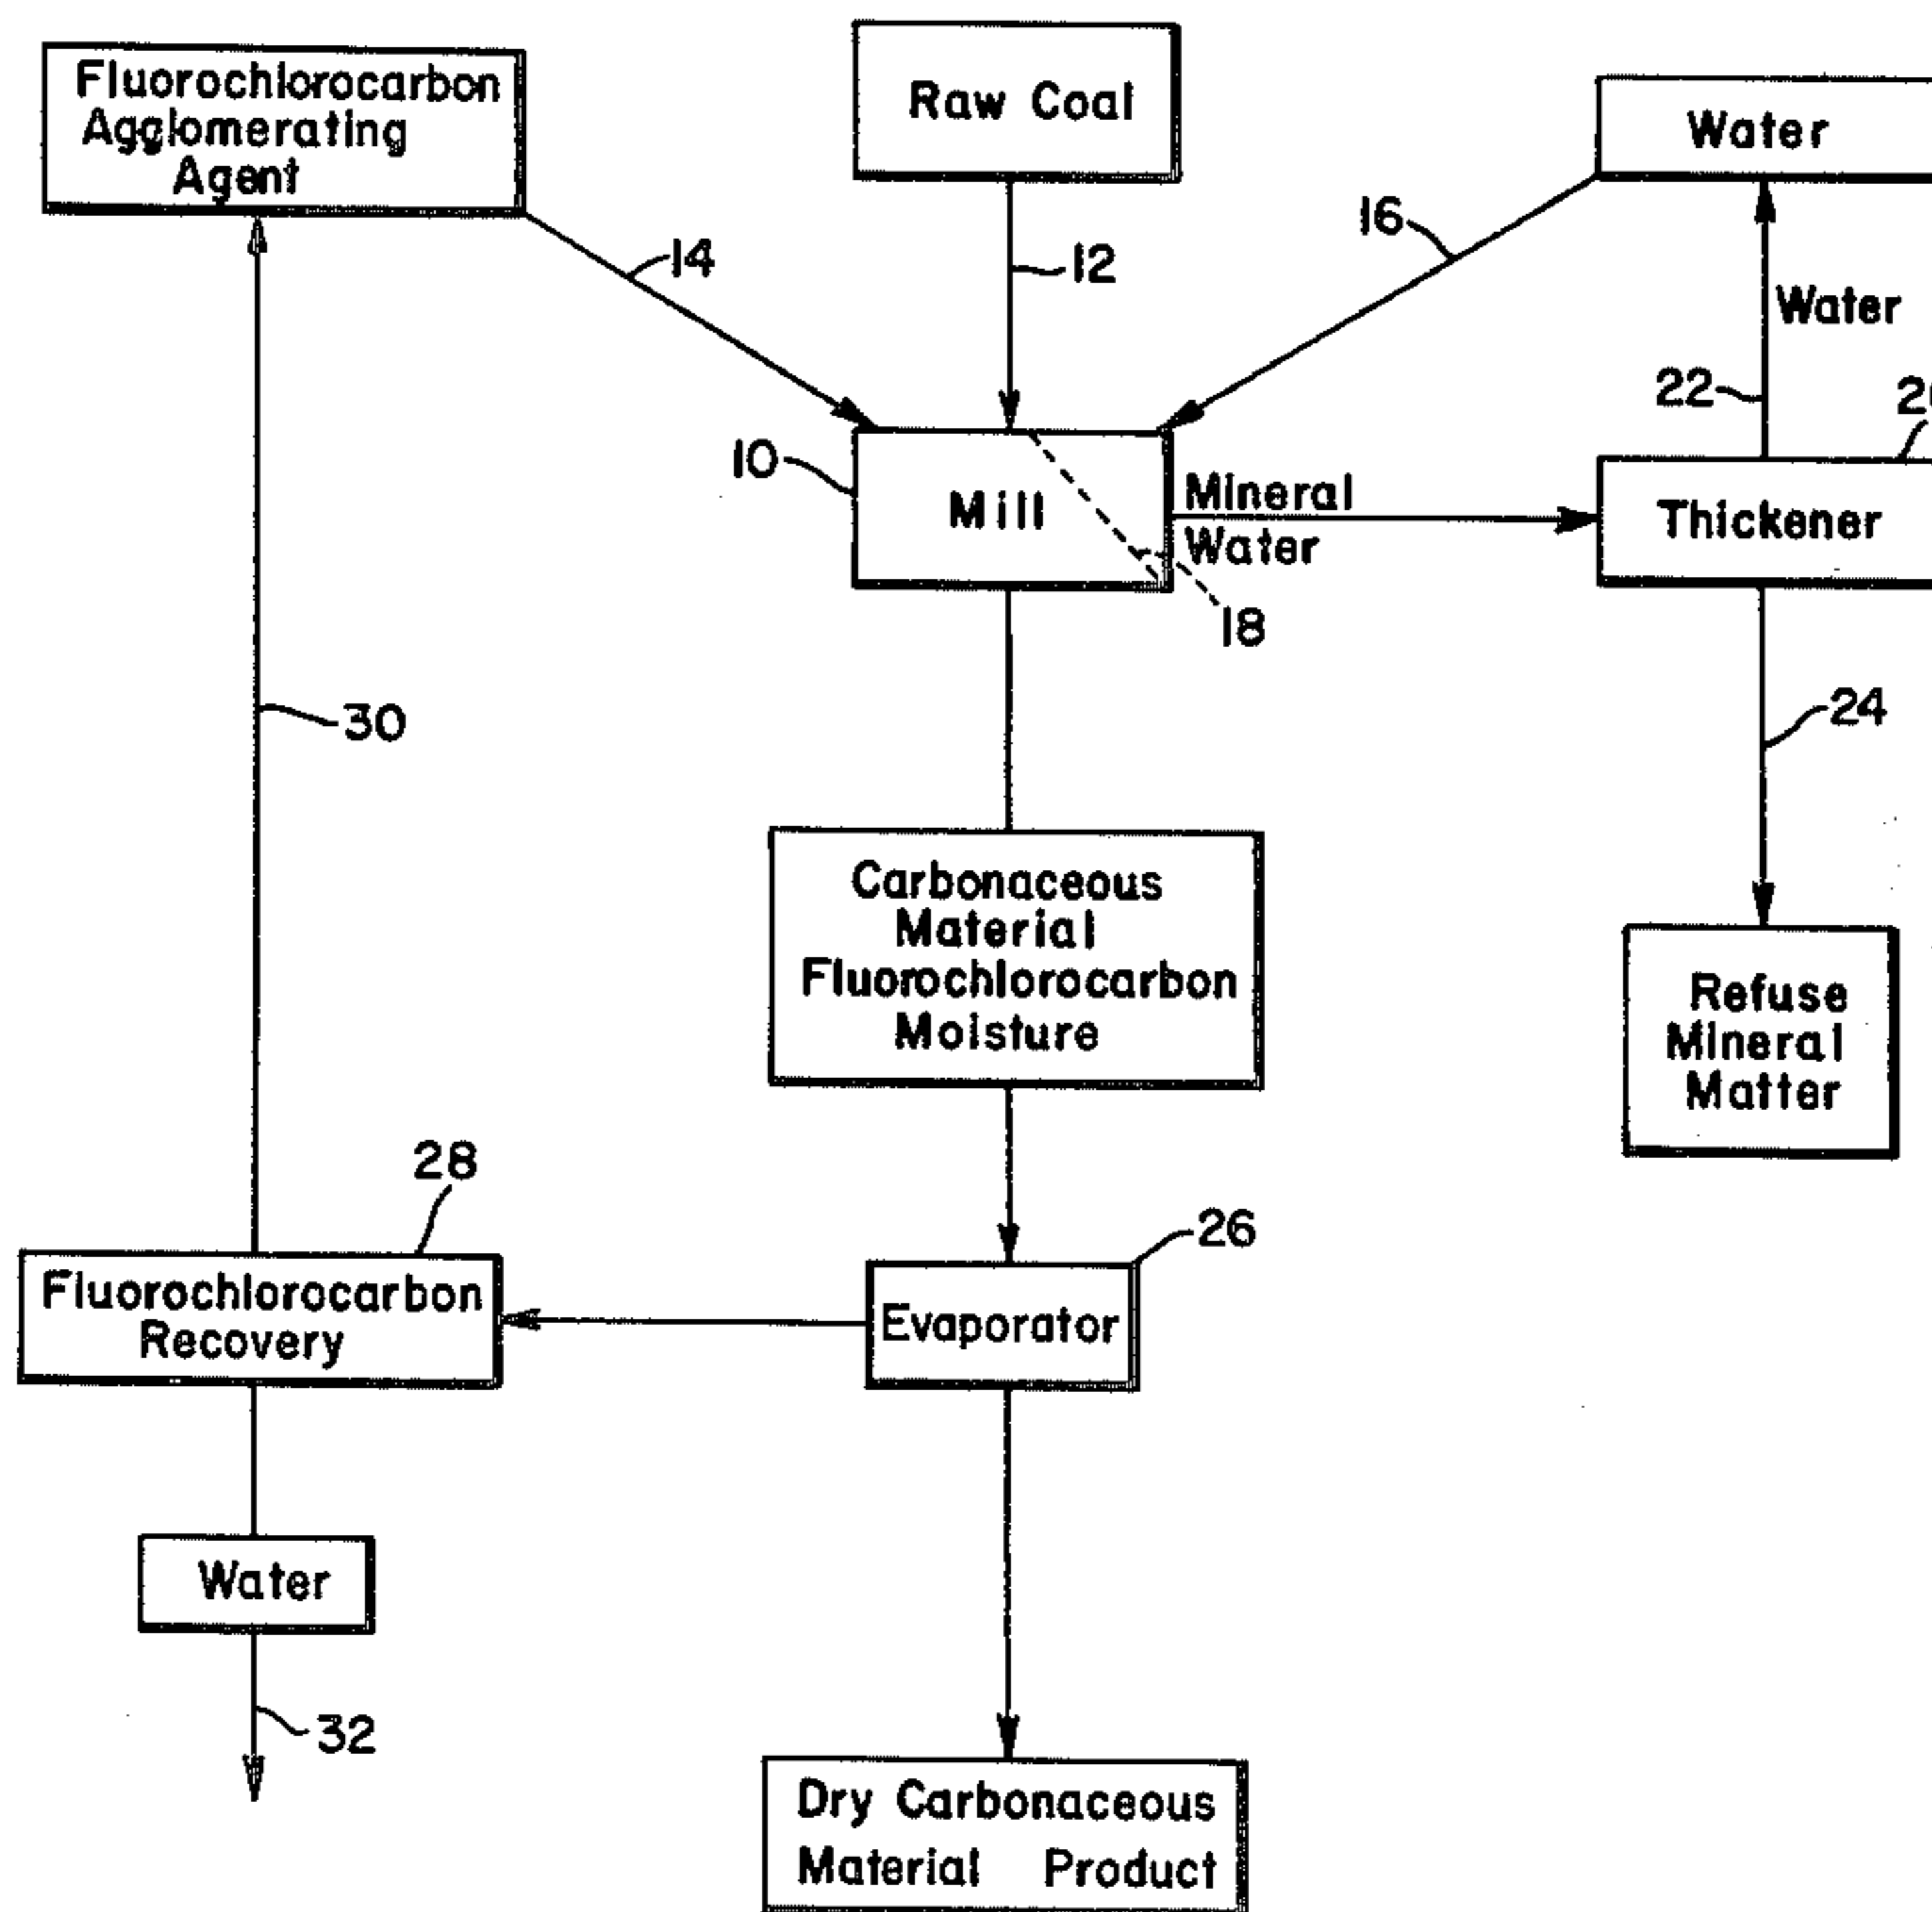 Fluorochlorocarbon
Agglomerating
Agent
Raw Coal
Water
14
12
16
Water
22
10
Mill
Mineral
Water
18
Thickener
30
24
Carbonaceous
Material
Fluorochlorocarbon
Moisture
Refuse
Mineral
Matter
28
26
Fluorochlorocarbon
Recovery
Evaporator
Water
32
Dry Carbonaceous
Material Product